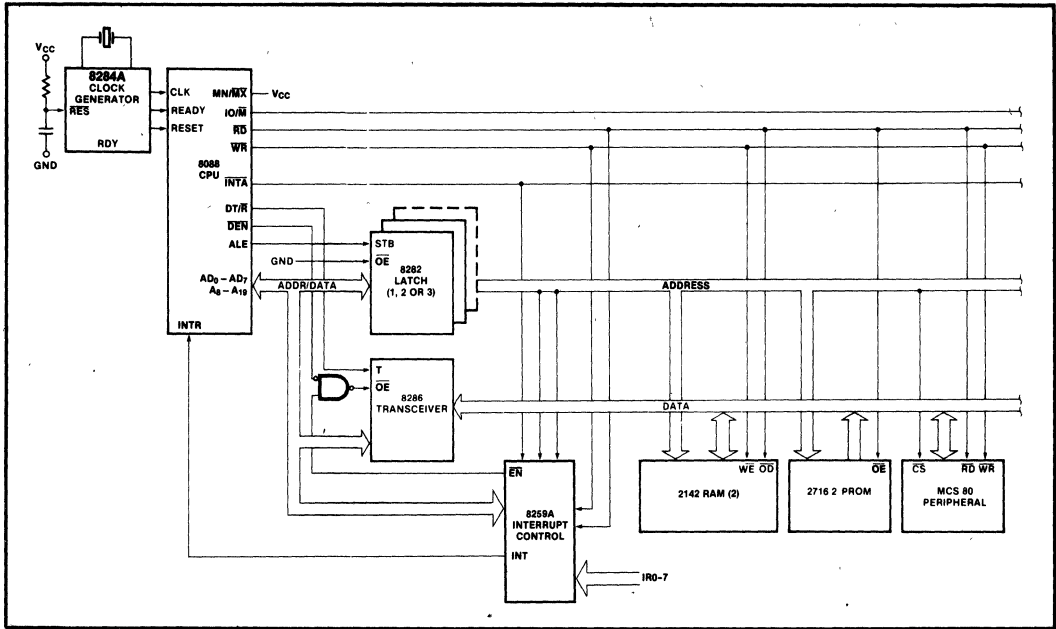 VCC
8284A
CLOCK
GENERATOR
RES
RDY
GND
CLK
READY
RESET
8088
CPU
MN/MX
VCC
IO/M
RD
WR
INTA
DT/R
DEN
ALE
AD0 – AD7
A8 – A19
INTR
ADDR/DATA
GND
STB
OE
8282
LATCH
(1, 2 OR 3)
ADDRESS
T
OE
8286
TRANSCEIVER
DATA
EN
8259A
INTERRUPT
CONTROL
INT
IR0-7
WE OD
2142 RAM (2)
OE
2716 2 PROM
CS RD WR
MCS 80
PERIPHERAL